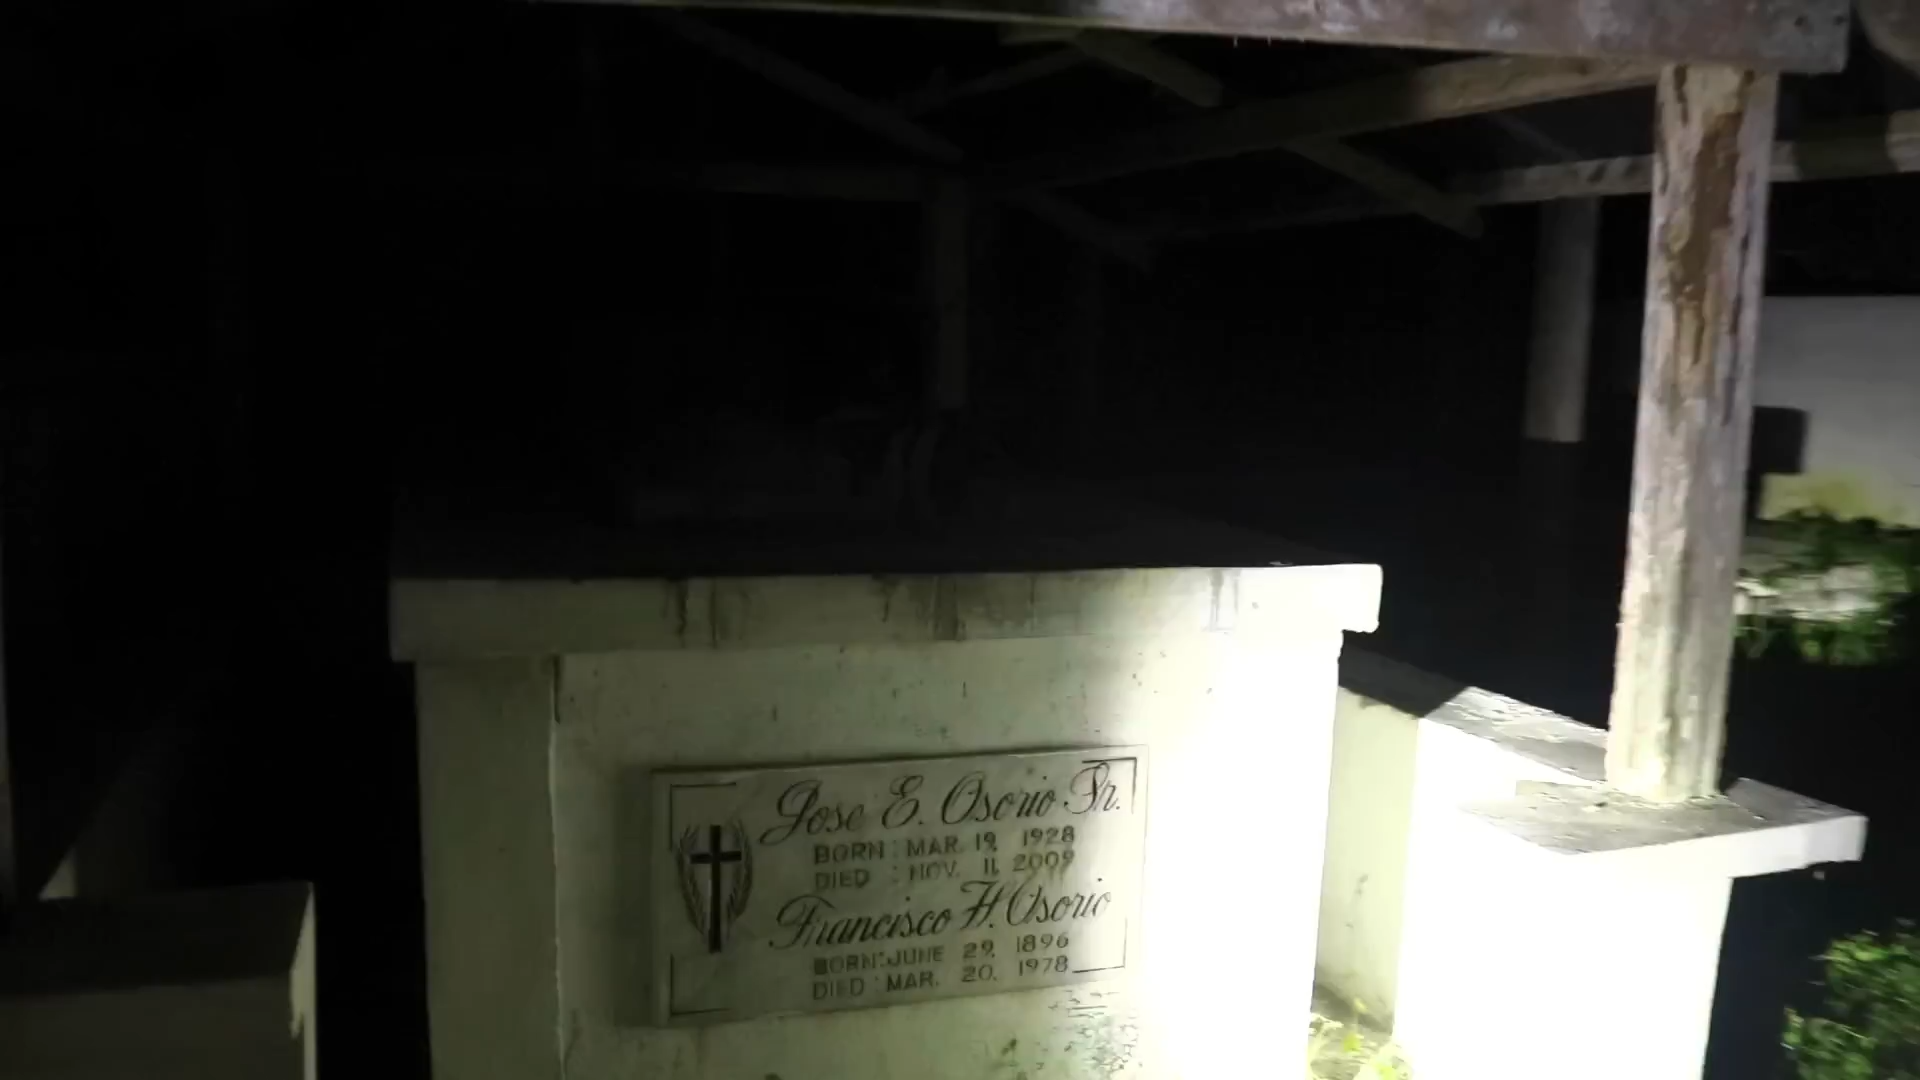 Jose E. Osorio Sr.
BORN : MAR. 19, 1928
DIED : NOV. 11, 2009
Francisco H. Osorio
BORN: JUNE 29, 1896
DIED : MAR. 20, 1978